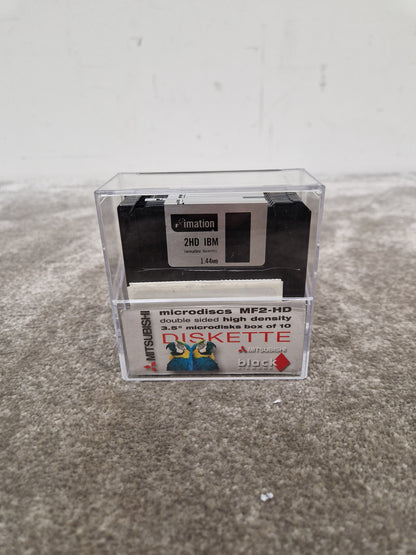 imation
2HD IBM
1.44MB
microdiscs MF2-HD
double sided high density
3.5" microdisks box of 10
DISKETTE
MITSUBISHI
MITSUBISHI
black